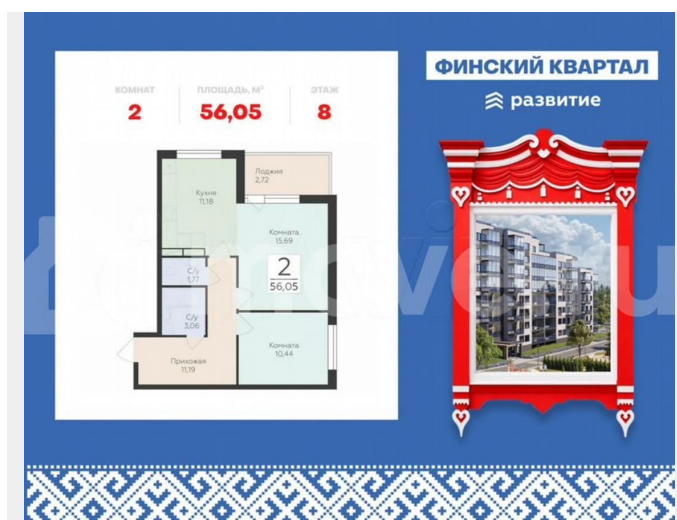 ФИНСКИЙ КВАРТАЛ
развитие
КОМНАТ
ПЛОЩАДЬ, М²
ЭТАЖ
2
56,05
8
Лоджия
2,72
Кухня
11,18
Комната
15,69
2
56,05
С/у
1,77
С/у
3,06
Комната
10,44
Прихожая
11,19